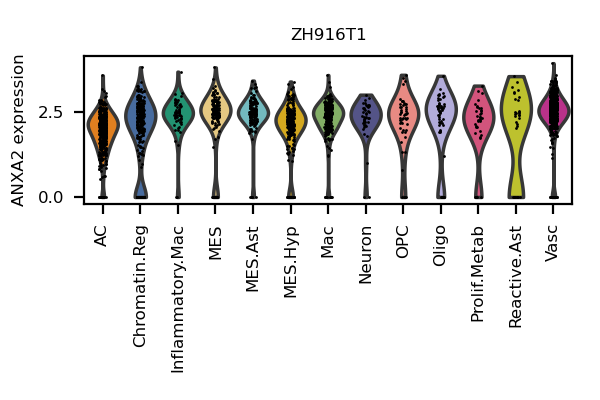 ZH916T1
ANXA2 expression
2.5
0.0
AC
Chromatin.Reg
Inflammatory.Mac
MES
MES.Ast
MES.Hyp
Mac
Neuron
OPC
Oligo
Prolif.Metab
Reactive.Ast
Vasc